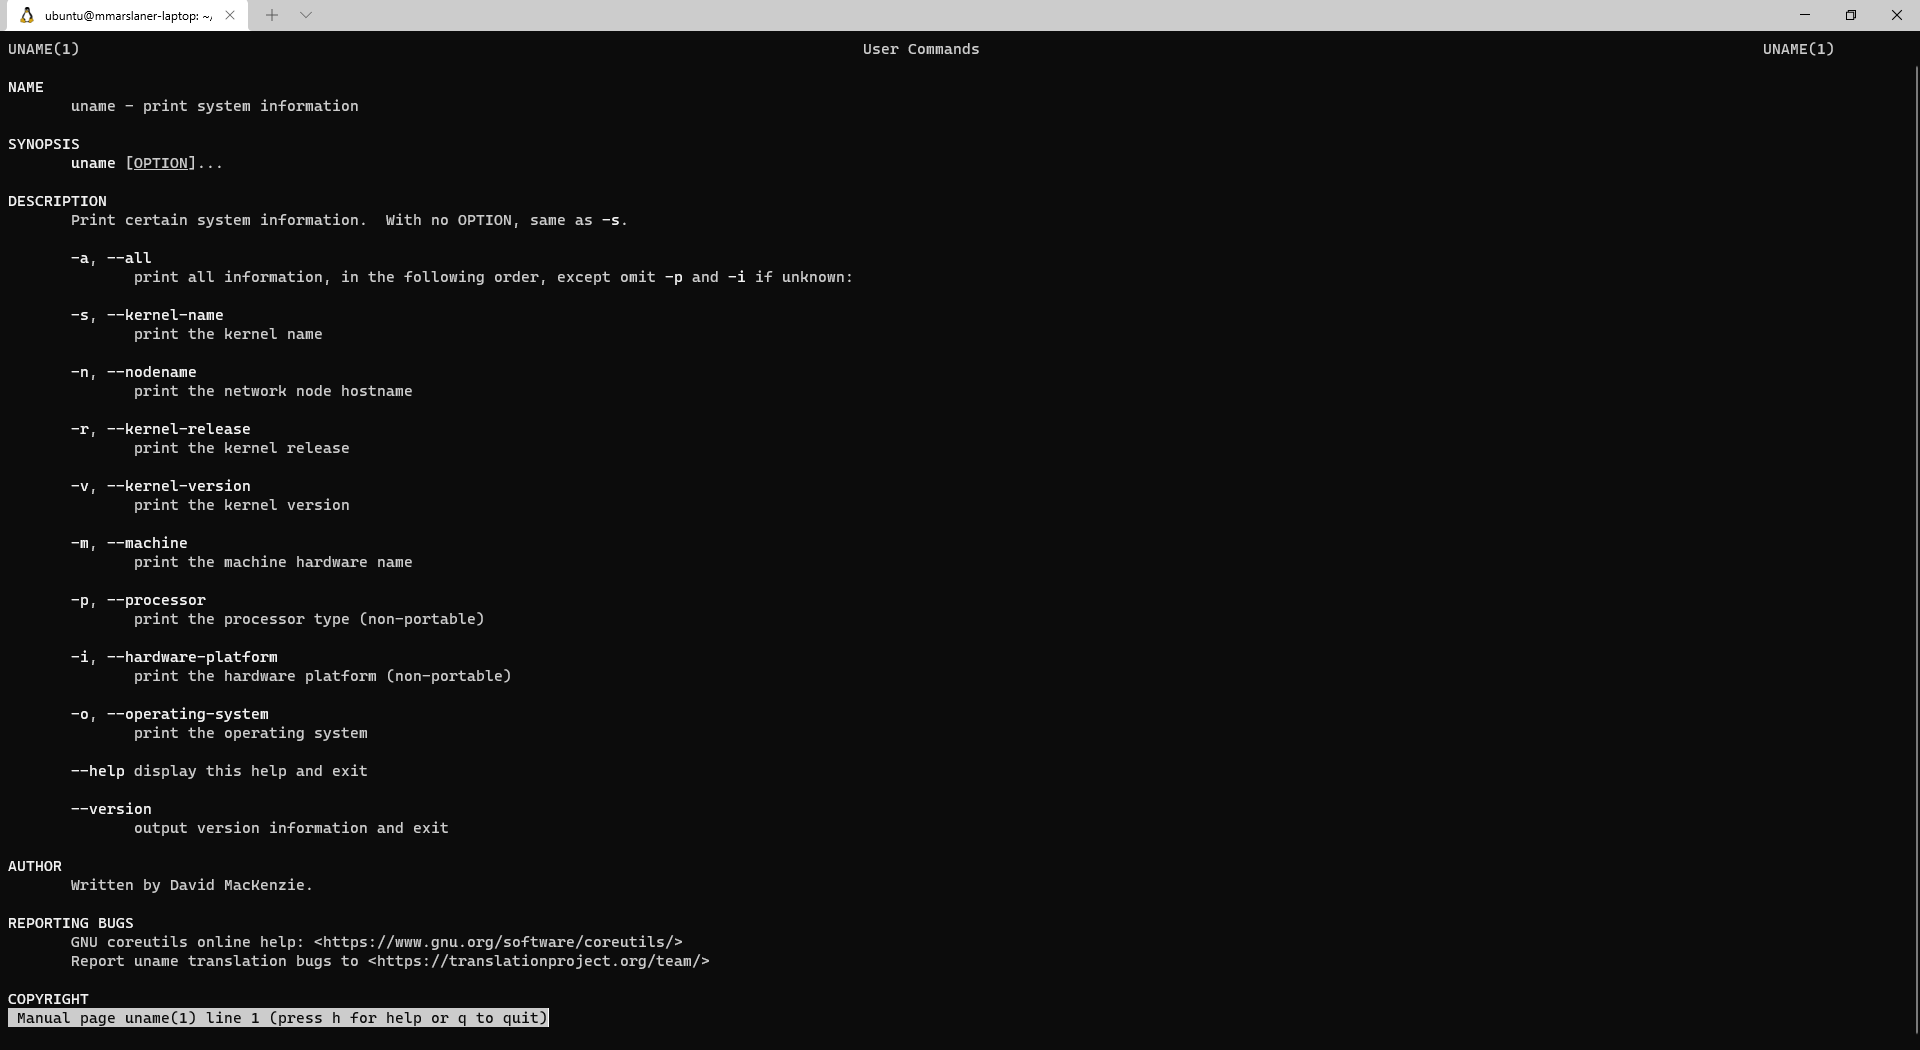 ubuntu@mmarslaner-laptop: ~,
UNAME(1) User Commands UNAME(1)
NAME
uname - print system information
SYNOPSIS
uname [OPTION]...
DESCRIPTION
Print certain system information.  With no OPTION, same as -s.
-a, --all
print all information, in the following order, except omit -p and -i if unknown:
-s, --kernel-name
print the kernel name
-n, --nodename
print the network node hostname
-r, --kernel-release
print the kernel release
-v, --kernel-version
print the kernel version
-m, --machine
print the machine hardware name
-p, --processor
print the processor type (non-portable)
-i, --hardware-platform
print the hardware platform (non-portable)
-o, --operating-system
print the operating system
--help display this help and exit
--version
output version information and exit
AUTHOR
Written by David MacKenzie.
REPORTING BUGS
GNU coreutils online help: <https://www.gnu.org/software/coreutils/>
Report uname translation bugs to <https://translationproject.org/team/>
COPYRIGHT
Manual page uname(1) line 1 (press h for help or q to quit)